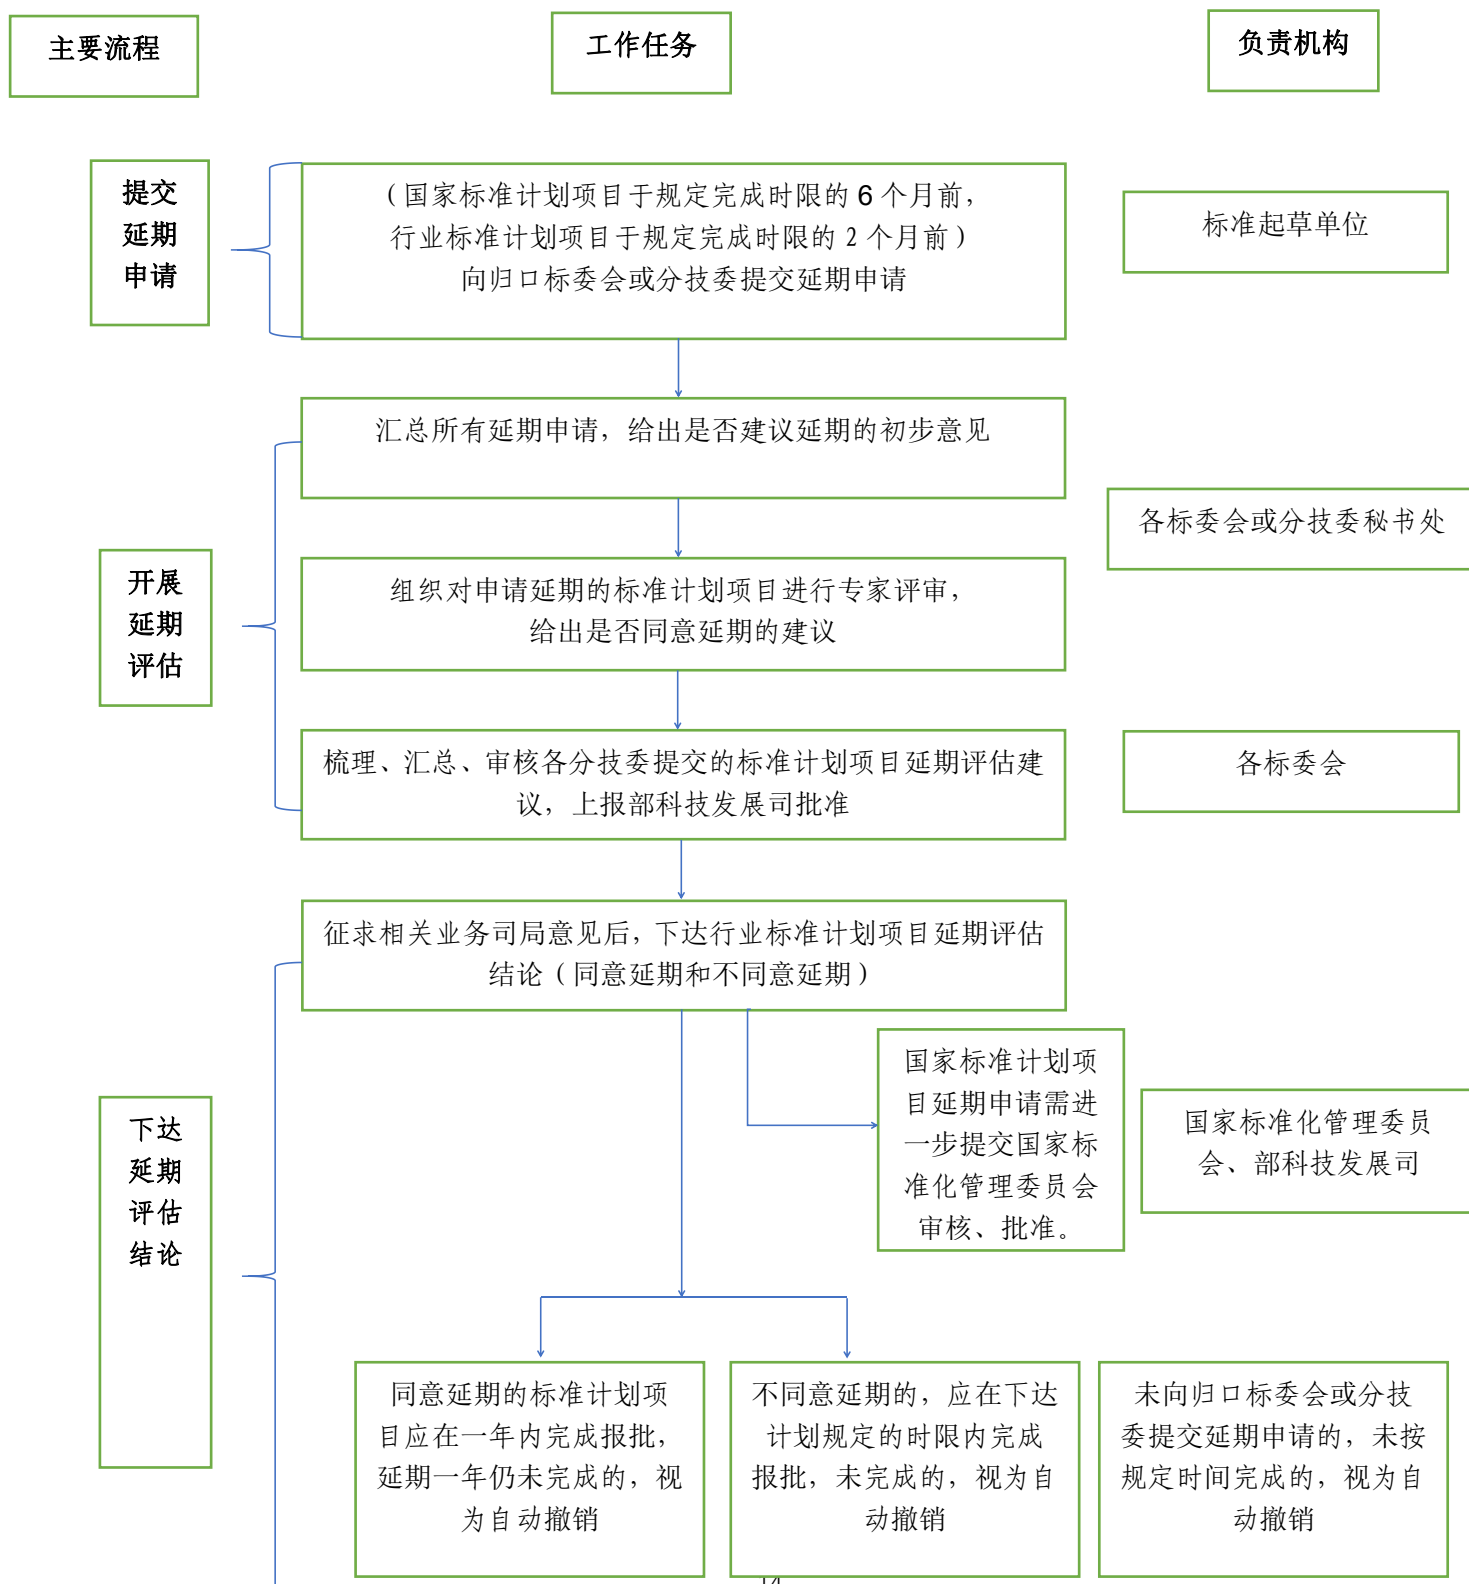 主要流程
工作任务
负责机构
提交
延期
申请
（国家标准计划项目于规定完成时限的 6 个月前，
行业标准计划项目于规定完成时限的 2 个月前）
向归口标委会或分技委提交延期申请
标准起草单位
汇总所有延期申请，给出是否建议延期的初步意见
各标委会或分技委秘书处
开展
延期
评估
组织对申请延期的标准计划项目进行专家评审，
给出是否同意延期的建议
梳理、汇总、审核各分技委提交的标准计划项目延期评估建
议，上报部科技发展司批准
各标委会
征求相关业务司局意见后，下达行业标准计划项目延期评估
结论（同意延期和不同意延期）
下达
延期
评估
结论
国家标准计划项
目延期申请需进
一步提交国家标
准化管理委员会
审核、批准。
国家标准化管理委员
会、部科技发展司
同意延期的标准计划项
目应在一年内完成报批，
延期一年仍未完成的，视
为自动撤销
不同意延期的，应在下达
计划规定的时限内完成
报批，未完成的，视为自
动撤销
未向归口标委会或分技
委提交延期申请的，未按
规定时间完成的，视为自
动撤销